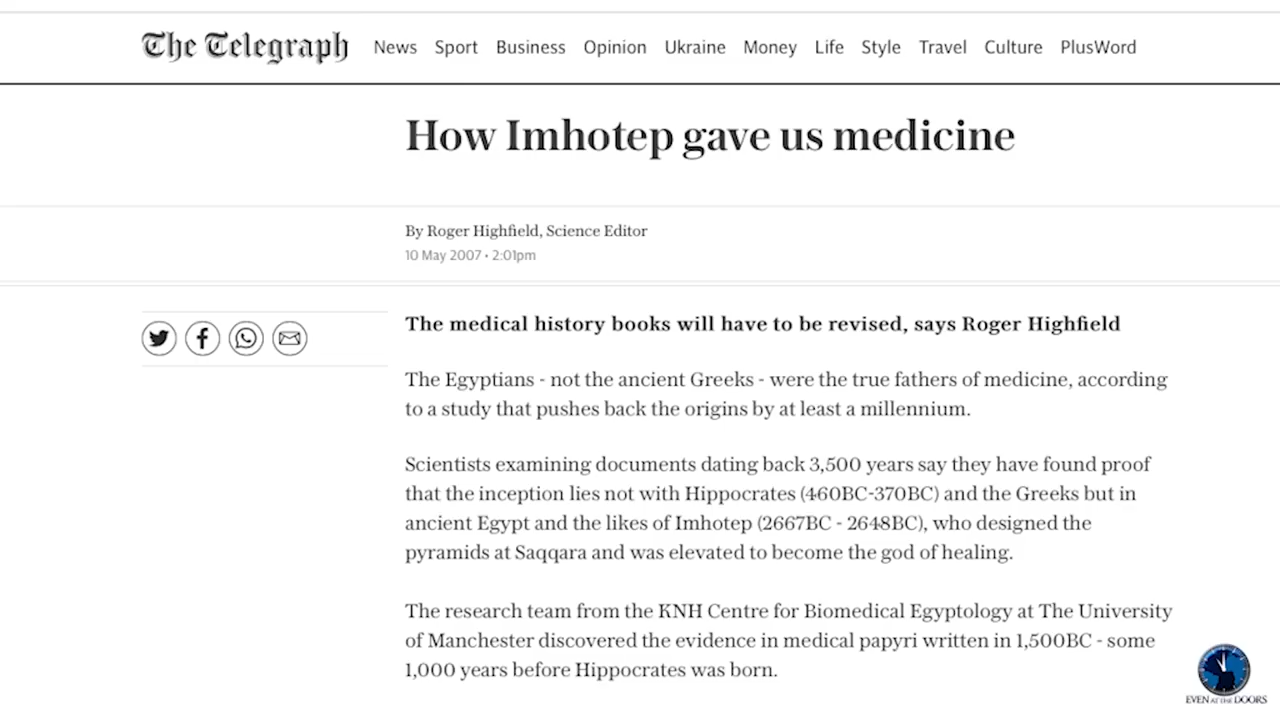 The Telegraph News Sport Business Opinion Ukraine Money Life Style Travel Culture PlusWord
How Imhotep gave us medicine
By Roger Highfield, Science Editor
10 May 2007 • 2:01pm
The medical history books will have to be revised, says Roger Highfield
The Egyptians - not the ancient Greeks - were the true fathers of medicine, according
to a study that pushes back the origins by at least a millennium.
Scientists examining documents dating back 3,500 years say they have found proof
that the inception lies not with Hippocrates (460BC-370BC) and the Greeks but in
ancient Egypt and the likes of Imhotep (2667BC - 2648BC), who designed the
pyramids at Saqqara and was elevated to become the god of healing.
The research team from the KNH Centre for Biomedical Egyptology at The University
of Manchester discovered the evidence in medical papyri written in 1,500BC - some
1,000 years before Hippocrates was born.
EVEN AT THE DOORS